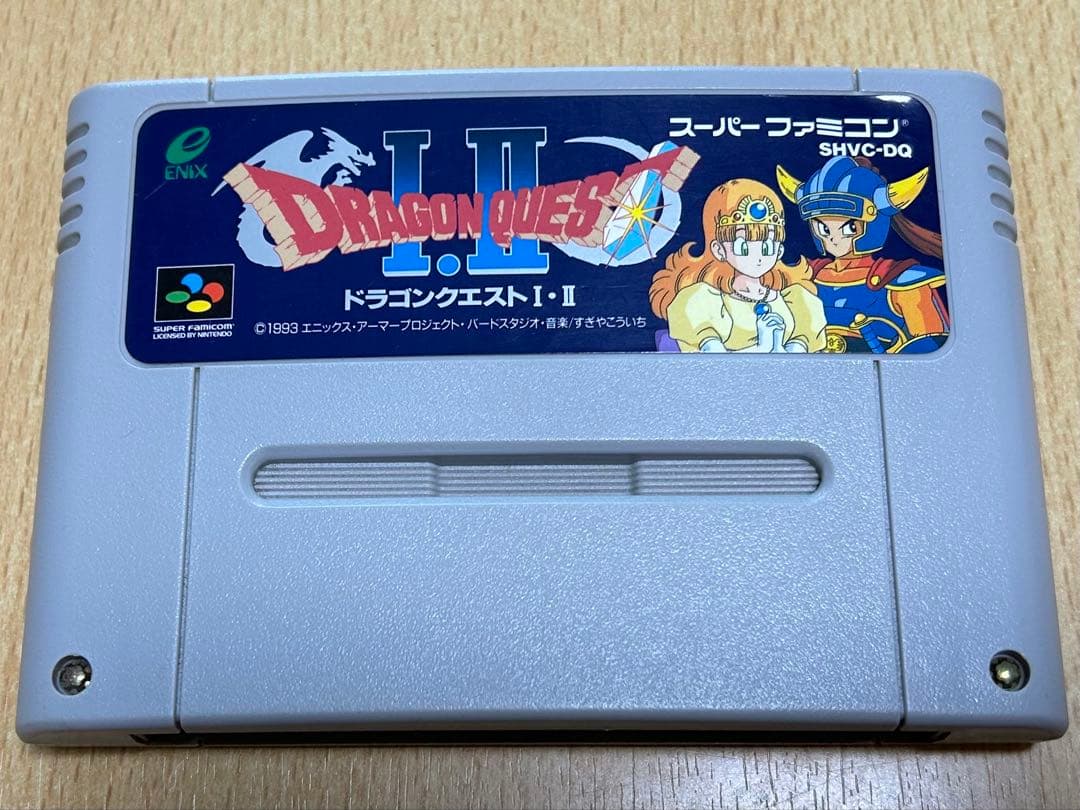 ENIX
I.II
DRAGON QUEST
スーパーファミコン®
SHVC-DQ
ドラゴンクエストI・II
SUPER FAMICOM™
LICENSED BY NINTENDO
©1993 エニックス・アーマープロジェクト・バードスタジオ・音楽/すぎやこういち